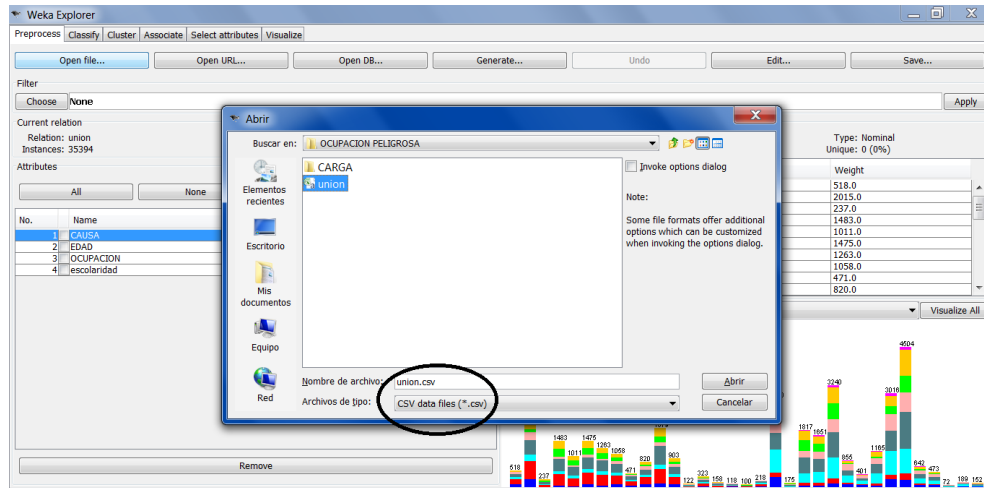 Weka Explorer
Preprocess Classify Cluster Associate Select attributes Visualize
Open file... Open URL... Open DB... Generate... Undo Edit... Save...
Filter
Choose None Apply
Current relation
Relation: union
Instances: 35394
Type: Nominal
Unique: 0 (0%)
Attributes
All None
No. Name
1 CAUSA
2 EDAD
3 OCUPACION
4 escolaridad
Remove
Abrir
Buscar en: OCUPACION PELIGROSA
Elementos
recientes
Escritorio
Mis
documentos
Equipo
Red
CARGA
union
Invoke options dialog
Note:
Some file formats offer additional
options which can be customized
when invoking the options dialog.
Nombre de archivo: union.csv
Abrir
Archivos de tipo: CSV data files (*.csv)
Cancelar
Weight
518.0
2015.0
237.0
1483.0
1011.0
1475.0
1263.0
1058.0
471.0
820.0
Visualize All
4504
3240
3016
1817
1651
1483
1475
1263
1165
1011
1058
820
903
856
642
518
237
471
401
473
323
122
158
118
100
218
175
72
189
152